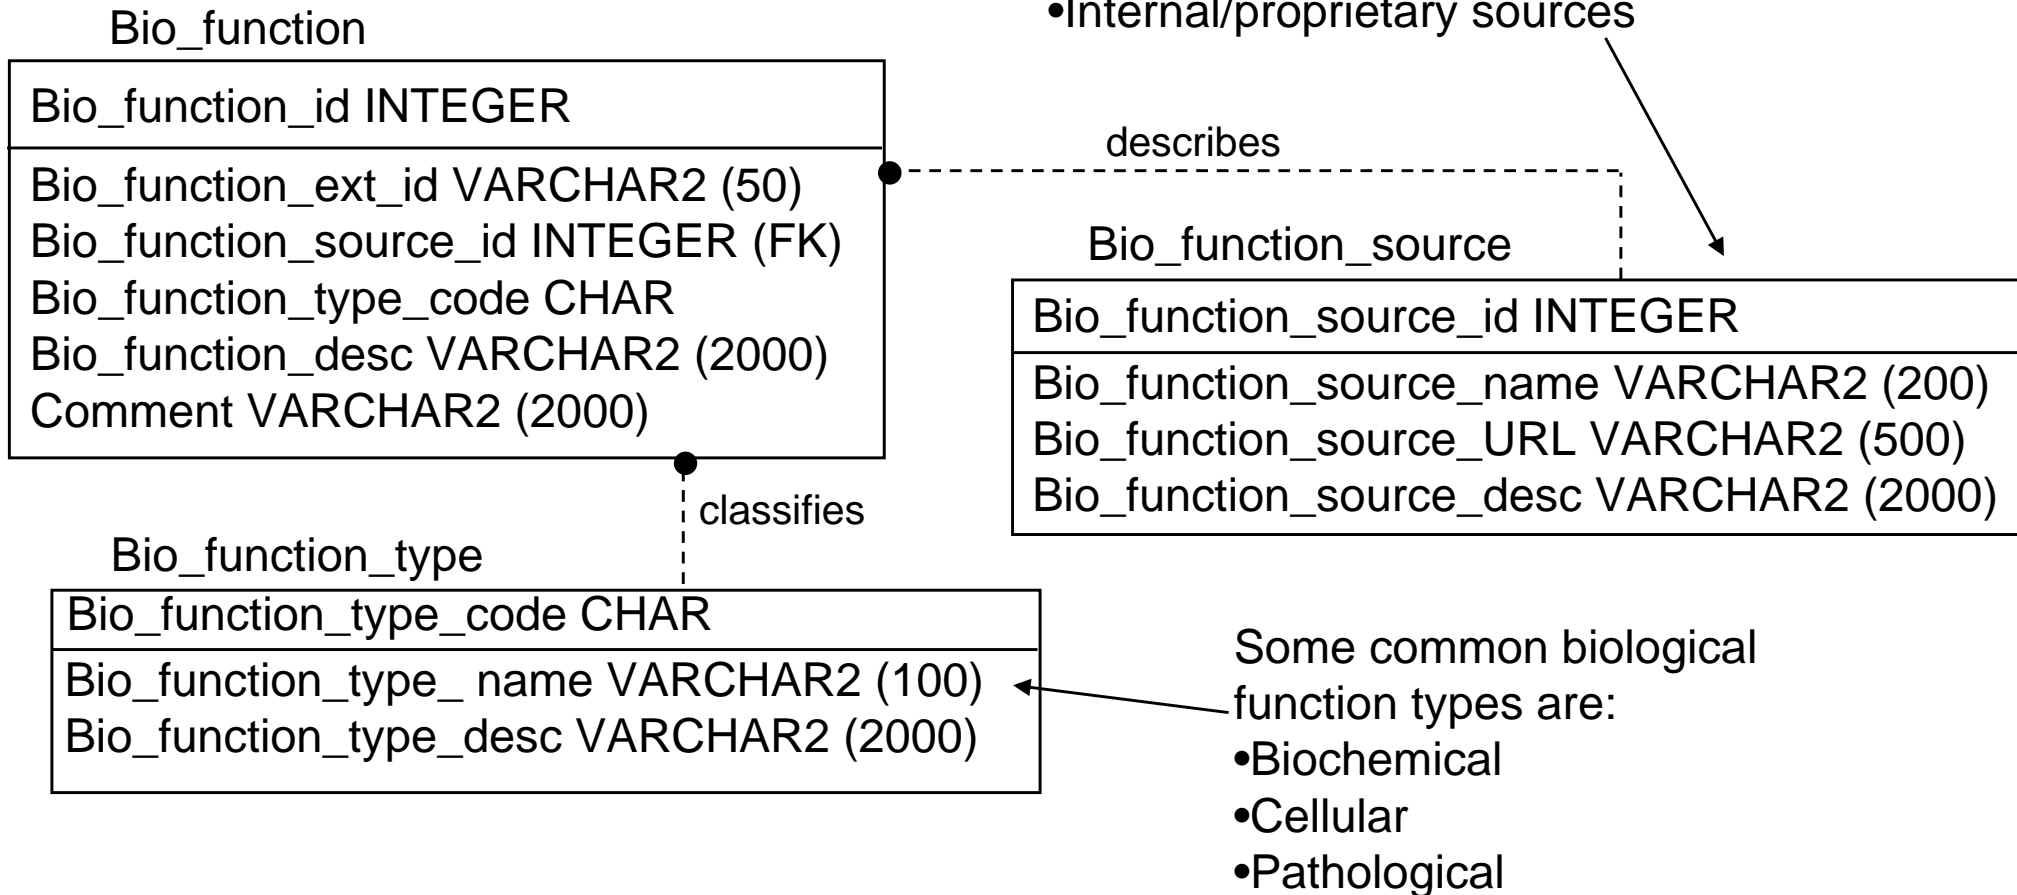 •Internal/proprietary sources
Bio_function
Bio_function_id INTEGER
Bio_function_ext_id VARCHAR2 (50)
Bio_function_source_id INTEGER (FK)
Bio_function_type_code CHAR
Bio_function_desc VARCHAR2 (2000)
Comment VARCHAR2 (2000)
describes
Bio_function_source
Bio_function_source_id INTEGER
Bio_function_source_name VARCHAR2 (200)
Bio_function_source_URL VARCHAR2 (500)
Bio_function_source_desc VARCHAR2 (2000)
classifies
Bio_function_type
Bio_function_type_code CHAR
Bio_function_type_ name VARCHAR2 (100)
Bio_function_type_desc VARCHAR2 (2000)
Some common biological
function types are:
•Biochemical
•Cellular
•Pathological